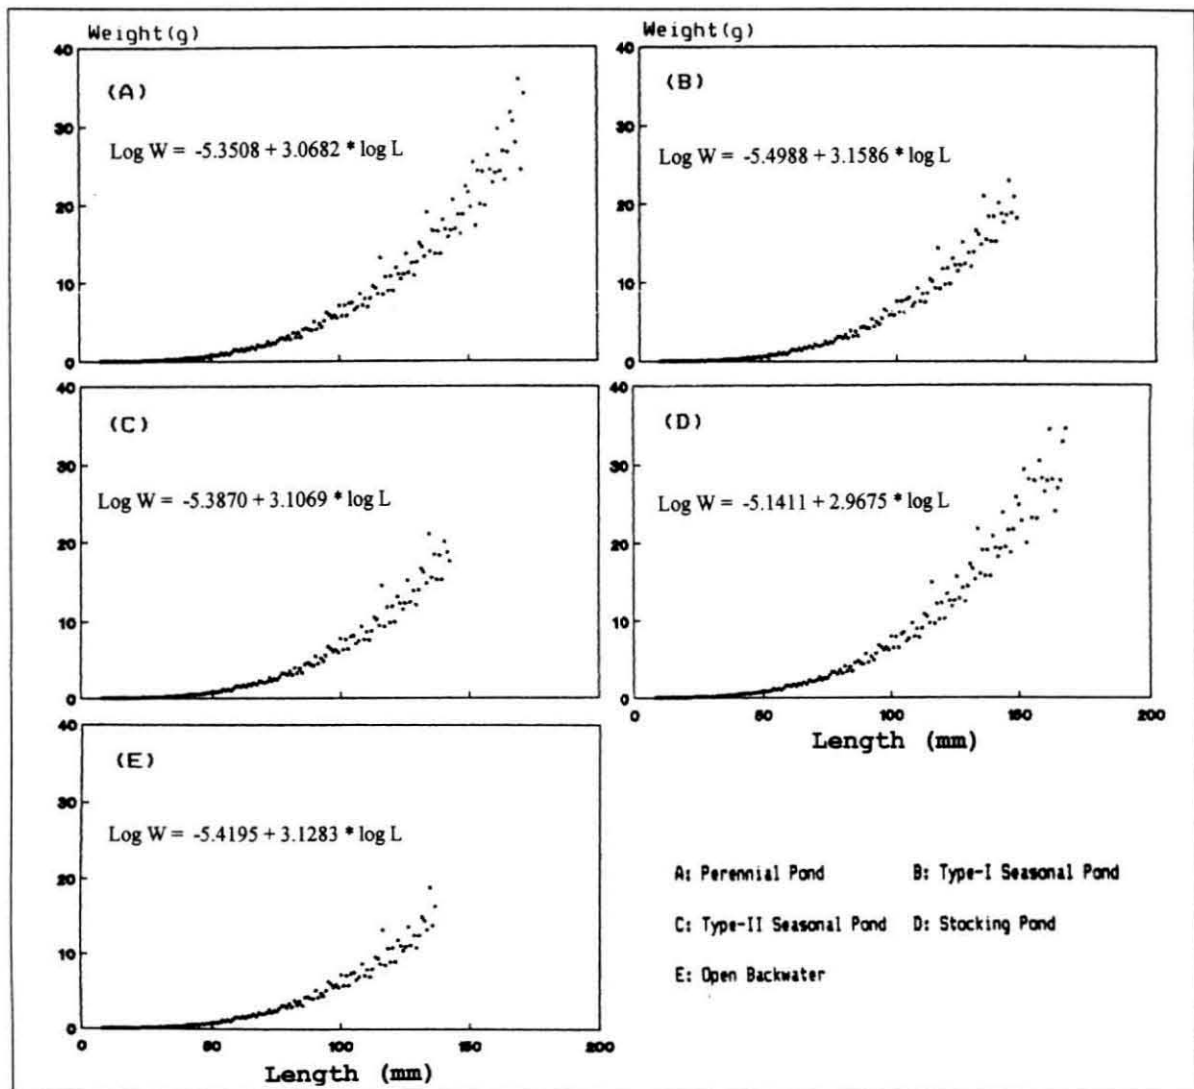 Weight(g)
40
(A)
30
Log W = -5.3508 + 3.0682 * log L
20
10
0
Weight(g)
40
(B)
30
Log W = -5.4988 + 3.1586 * log L
20
10
0
40
(C)
30
Log W = -5.3870 + 3.1069 * log L
20
10
0
40
(D)
30
Log W = -5.1411 + 2.9675 * log L
20
10
0
0 50 100 150 200
Length (mm)
40
(E)
30
Log W = -5.4195 + 3.1283 * log L
20
10
0
0 50 100 150 200
Length (mm)
A: Perennial Pond B: Type-I Seasonal Pond
C: Type-II Seasonal Pond D: Stocking Pond
E: Open Backwater